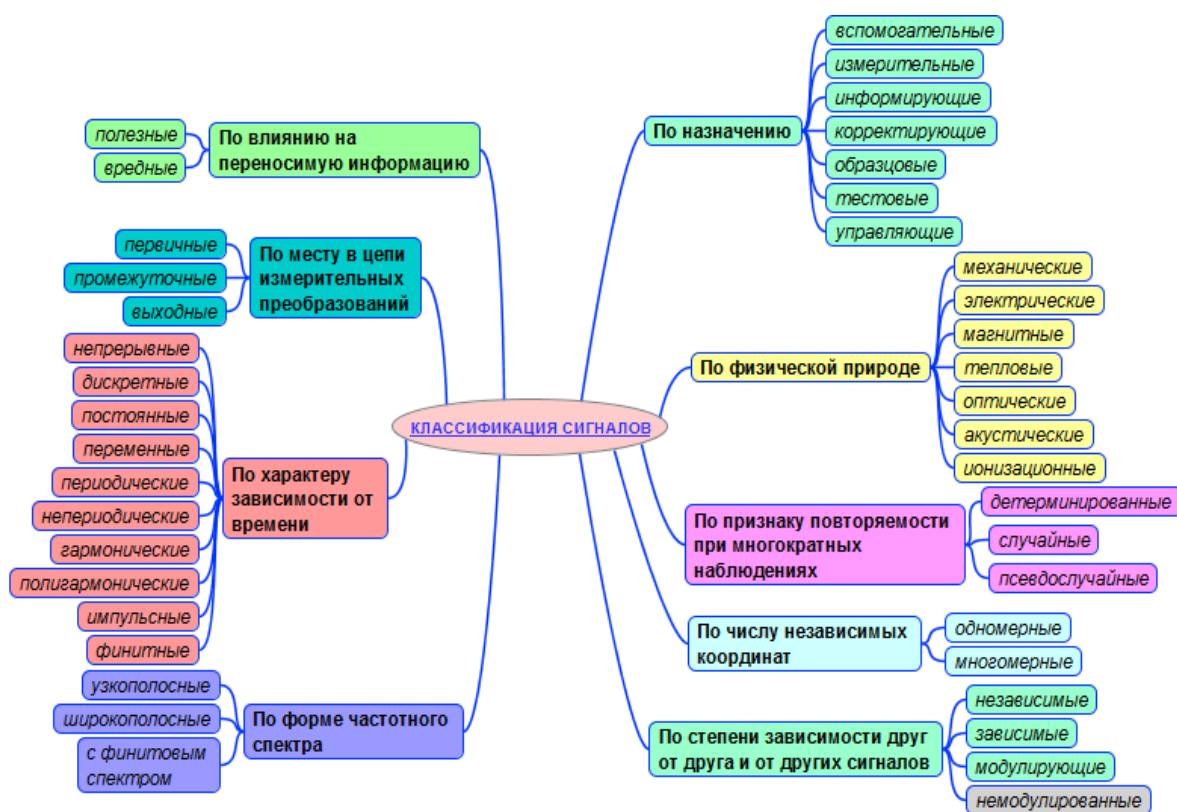 КЛАССИФИКАЦИЯ СИГНАЛОВ
По влиянию на
переносимую информацию
полезные
вредные
По месту в цепи
измерительных
преобразований
первичные
промежуточные
выходные
По характеру
зависимости от
времени
непрерывные
дискретные
постоянные
переменные
периодические
непериодические
гармонические
полигармонические
импульсные
финитные
По форме частотного
спектра
узкополосные
широкополосные
с финитовым
спектром
По назначению
вспомогательные
измерительные
информирующие
корректирующие
образцовые
тестовые
управляющие
По физической природе
механические
электрические
магнитные
тепловые
оптические
акустические
ионизационные
По признаку повторяемости
при многократных
наблюдениях
детерминированные
случайные
псевдослучайные
По числу независимых
координат
одномерные
многомерные
По степени зависимости друг
от друга и от других сигналов
независимые
зависимые
модулирующие
немодулированные